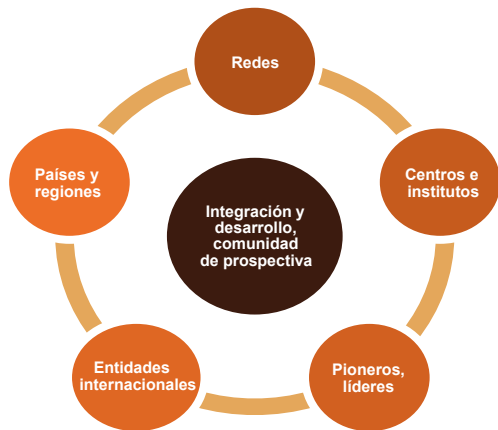 Redes
Países y
regiones
Centros e
institutos
Integración y
desarrollo,
comunidad
de prospectiva
Entidades
internacionales
Pioneros,
líderes